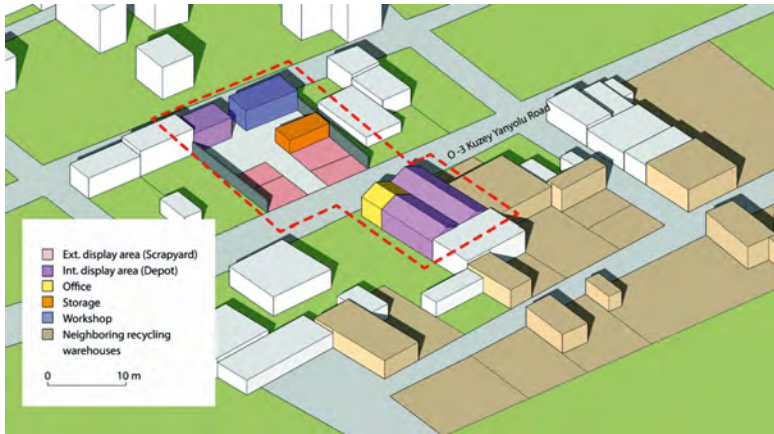 O -3 Kuzey Yanyolu Road
Ext. display area (Scrapyard)
Int. display area (Depot)
Office
Storage
Workshop
Neighboring recycling
warehouses
0 10 m